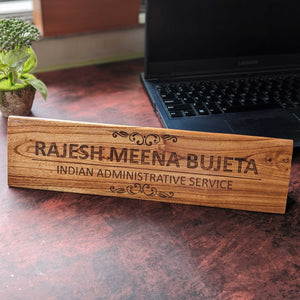 RAJESH MEENA BUJETA
INDIAN ADMINISTRATIVE SERVICE